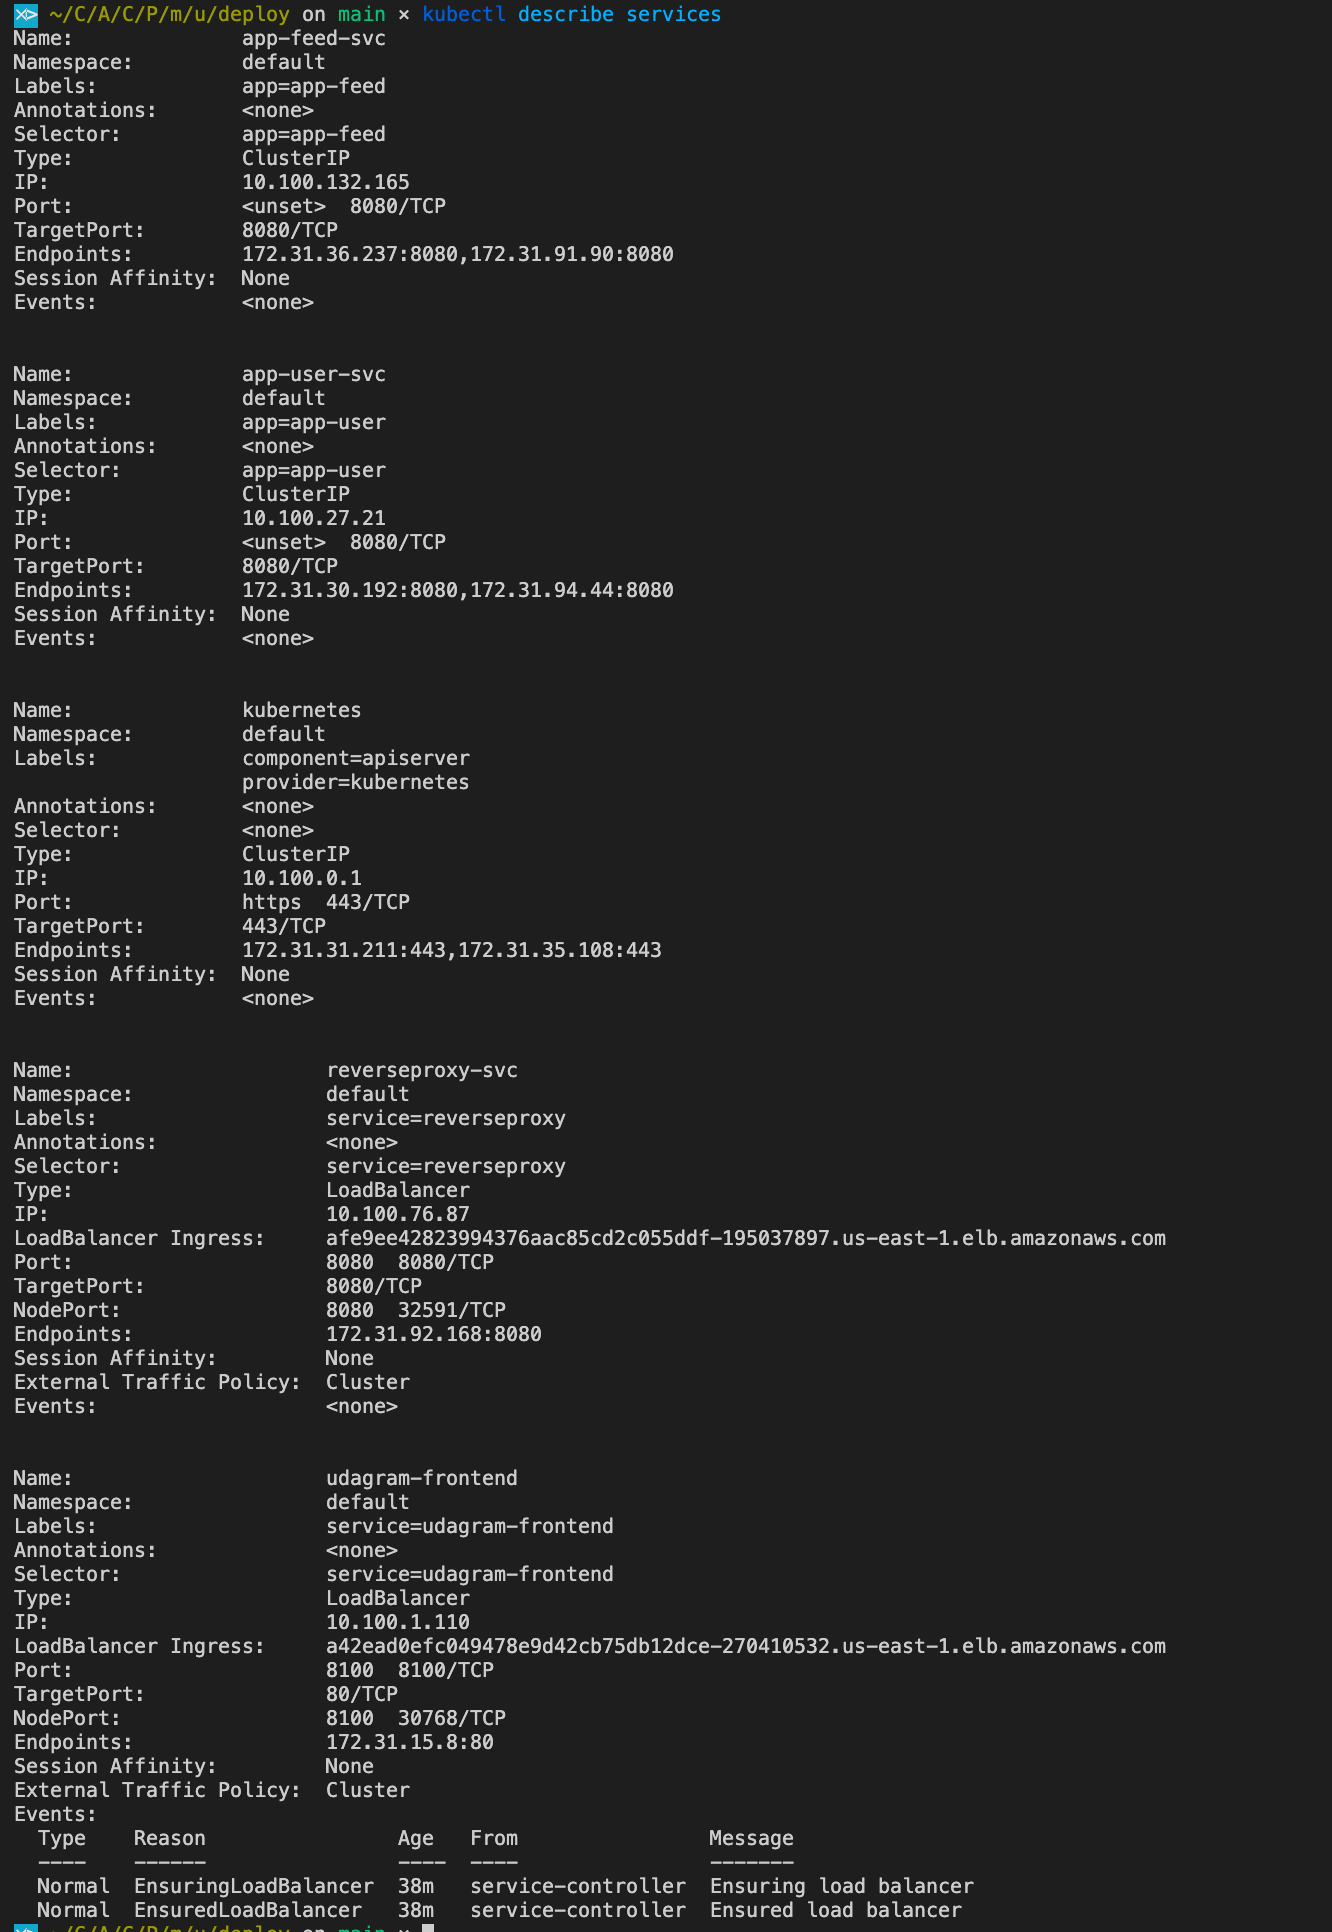 ~/C/A/C/P/m/u/deploy on main × kubectl describe services
Name:              app-feed-svc
Namespace:         default
Labels:            app=app-feed
Annotations:       <none>
Selector:          app=app-feed
Type:              ClusterIP
IP:                10.100.132.165
Port:              <unset>  8080/TCP
TargetPort:        8080/TCP
Endpoints:         172.31.36.237:8080,172.31.91.90:8080
Session Affinity:  None
Events:            <none>

Name:              app-user-svc
Namespace:         default
Labels:            app=app-user
Annotations:       <none>
Selector:          app=app-user
Type:              ClusterIP
IP:                10.100.27.21
Port:              <unset>  8080/TCP
TargetPort:        8080/TCP
Endpoints:         172.31.30.192:8080,172.31.94.44:8080
Session Affinity:  None
Events:            <none>

Name:              kubernetes
Namespace:         default
Labels:            component=apiserver
                   provider=kubernetes
Annotations:       <none>
Selector:          <none>
Type:              ClusterIP
IP:                10.100.0.1
Port:              https  443/TCP
TargetPort:        443/TCP
Endpoints:         172.31.31.211:443,172.31.35.108:443
Session Affinity:  None
Events:            <none>

Name:                     reverseproxy-svc
Namespace:                default
Labels:                   service=reverseproxy
Annotations:              <none>
Selector:                 service=reverseproxy
Type:                     LoadBalancer
IP:                       10.100.76.87
LoadBalancer Ingress:     afe9ee42823994376aac85cd2c055ddf-195037897.us-east-1.elb.amazonaws.com
Port:                     8080  8080/TCP
TargetPort:               8080/TCP
NodePort:                 8080  32591/TCP
Endpoints:                172.31.92.168:8080
Session Affinity:         None
External Traffic Policy:  Cluster
Events:                   <none>

Name:                     udagram-frontend
Namespace:                default
Labels:                   service=udagram-frontend
Annotations:              <none>
Selector:                 service=udagram-frontend
Type:                     LoadBalancer
IP:                       10.100.1.110
LoadBalancer Ingress:     a42ead0efc049478e9d42cb75db12dce-270410532.us-east-1.elb.amazonaws.com
Port:                     8100  8100/TCP
TargetPort:               80/TCP
NodePort:                 8100  30768/TCP
Endpoints:                172.31.15.8:80
Session Affinity:         None
External Traffic Policy:  Cluster
Events:
  Type    Reason                Age   From                Message
  ----    ------                ----  ----                -------
  Normal  EnsuringLoadBalancer  38m   service-controller  Ensuring load balancer
  Normal  EnsuredLoadBalancer   38m   service-controller  Ensured load balancer
~/C/A/C/P/m/u/deploy on main ×